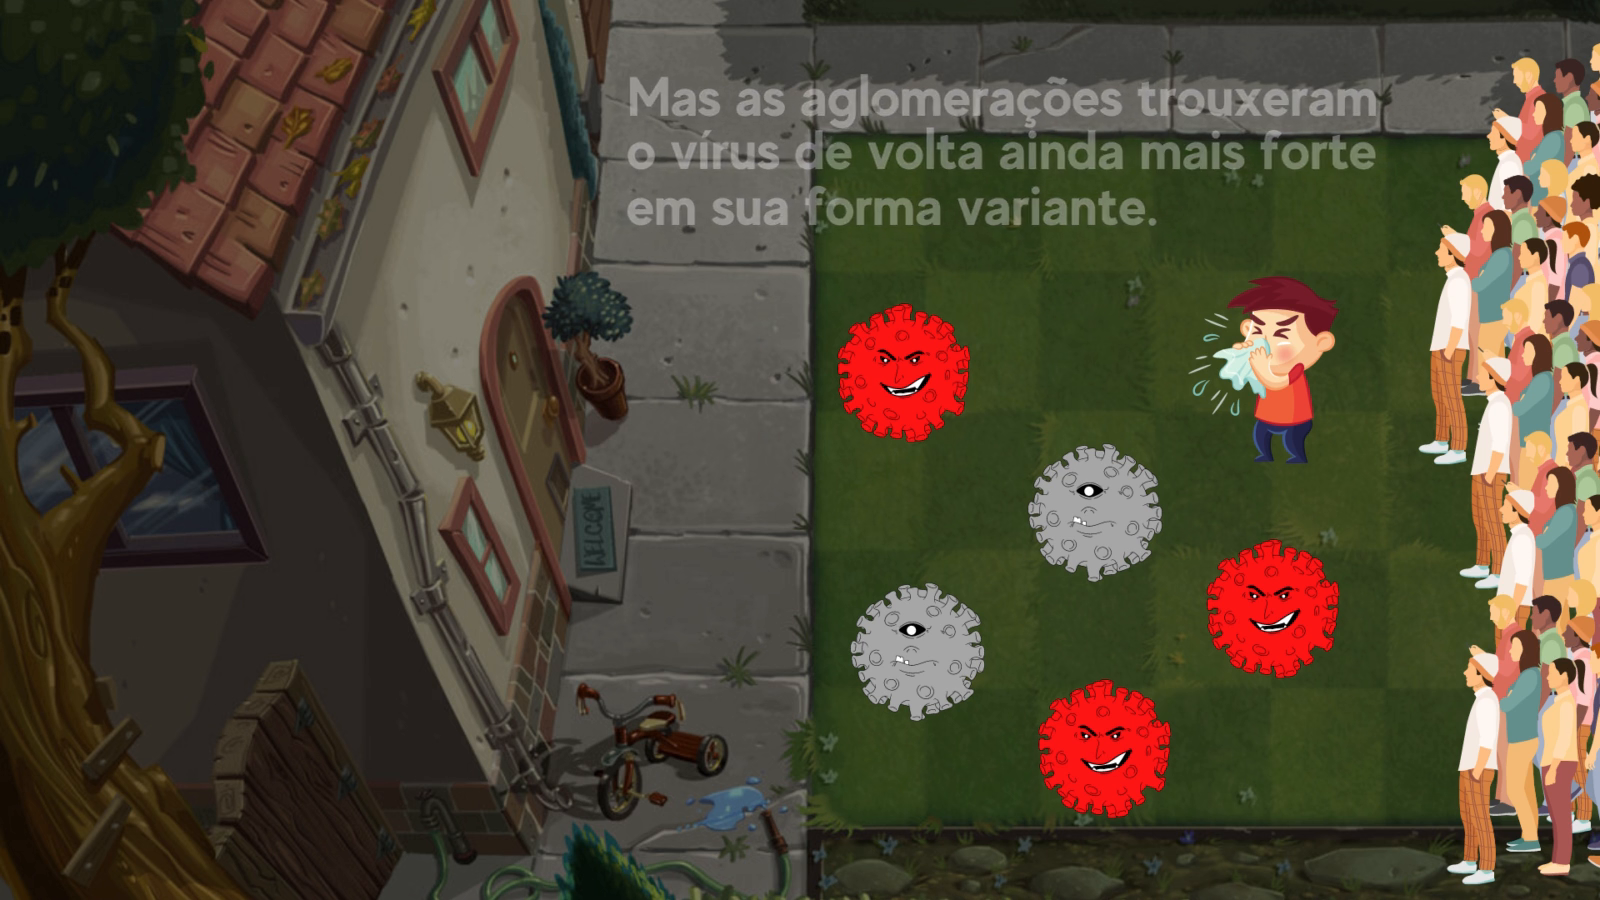 Mas as aglomerações trouxeram
o vírus de volta ainda mais forte
em sua forma variante.
WELCOME